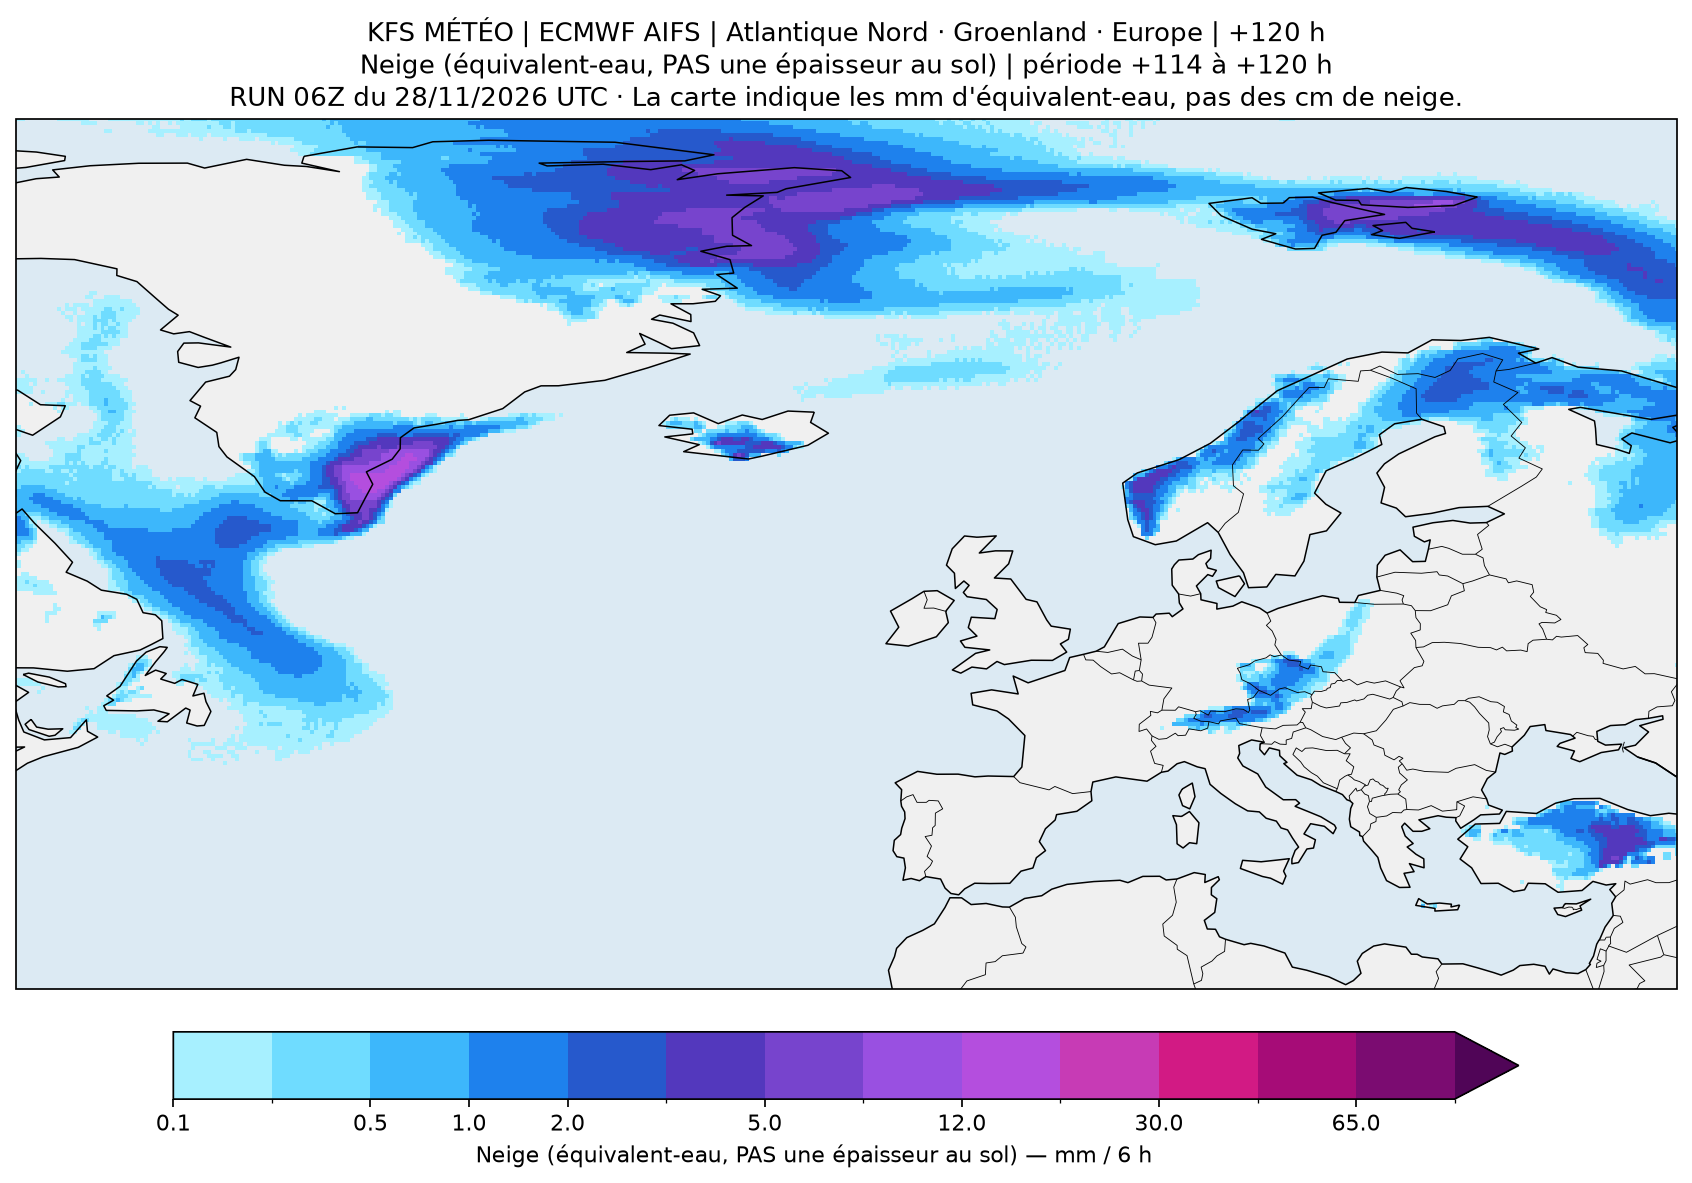 KFS MÉTÉO | ECMWF AIFS | Atlantique Nord · Groenland · Europe | +120 h
Neige (équivalent-eau, PAS une épaisseur au sol) | période +114 à +120 h
RUN 06Z du 28/11/2026 UTC · La carte indique les mm d'équivalent-eau, pas des cm de neige.
0.1 0.5 1.0 2.0 5.0 12.0 30.0 65.0
Neige (équivalent-eau, PAS une épaisseur au sol) — mm / 6 h